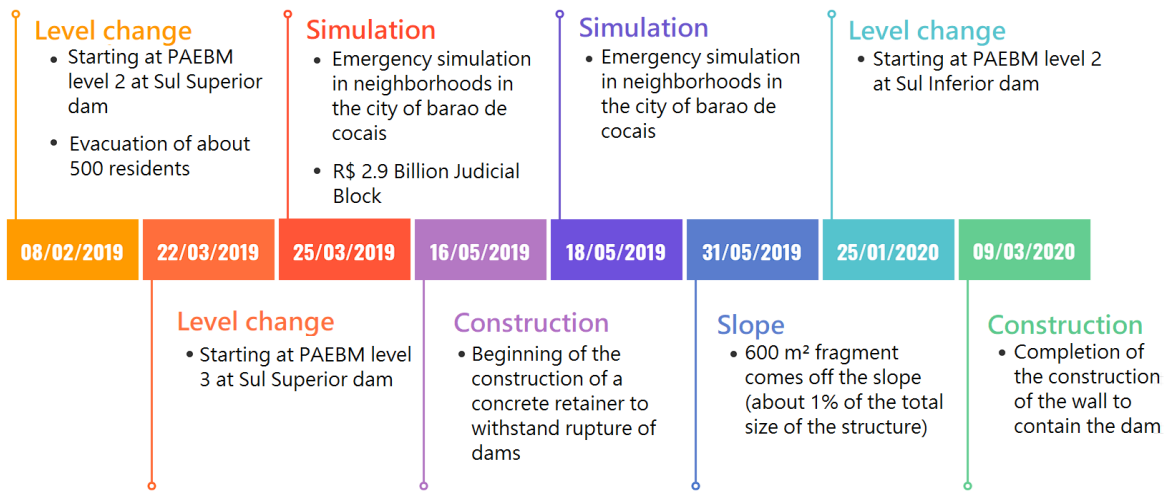 Level change
• Starting at PAEBM
level 2 at Sul Superior
dam
• Evacuation of about
500 residents
Simulation
• Emergency simulation
in neighborhoods in
the city of barao de
cocais
• R$ 2.9 Billion Judicial
Block
Simulation
• Emergency simulation
in neighborhoods in
the city of barao de
cocais
Level change
• Starting at PAEBM level 2
at Sul Inferior dam
08/02/2019
22/03/2019
25/03/2019
16/05/2019
18/05/2019
31/05/2019
25/01/2020
09/03/2020
Level change
• Starting at PAEBM level
3 at Sul Superior dam
Construction
• Beginning of the
construction of a
concrete retainer to
withstand rupture of
dams
Slope
• 600 m² fragment
comes off the slope
(about 1% of the total
size of the structure)
Construction
• Completion of
the construction
of the wall to
contain the dam